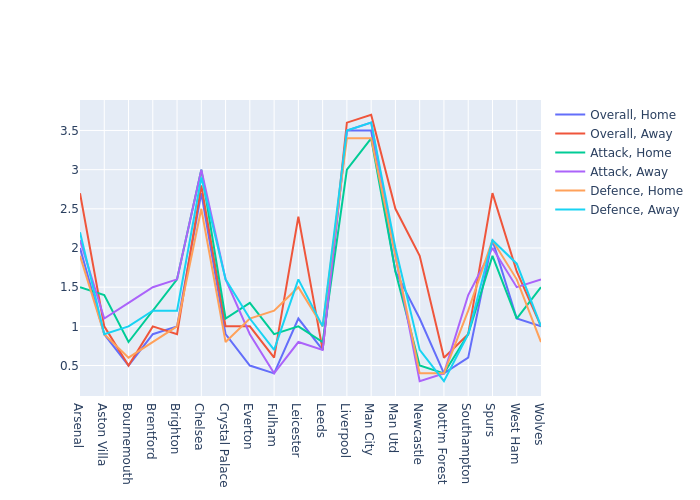 3.5
3
2.5
2
1.5
1
0.5
Arsenal
Aston Villa
Bournemouth
Brentford
Brighton
Chelsea
Crystal Palace
Everton
Fulham
Leicester
Leeds
Liverpool
Man City
Man Utd
Newcastle
Nott'm Forest
Southampton
Spurs
West Ham
Wolves
Overall, Home
Overall, Away
Attack, Home
Attack, Away
Defence, Home
Defence, Away